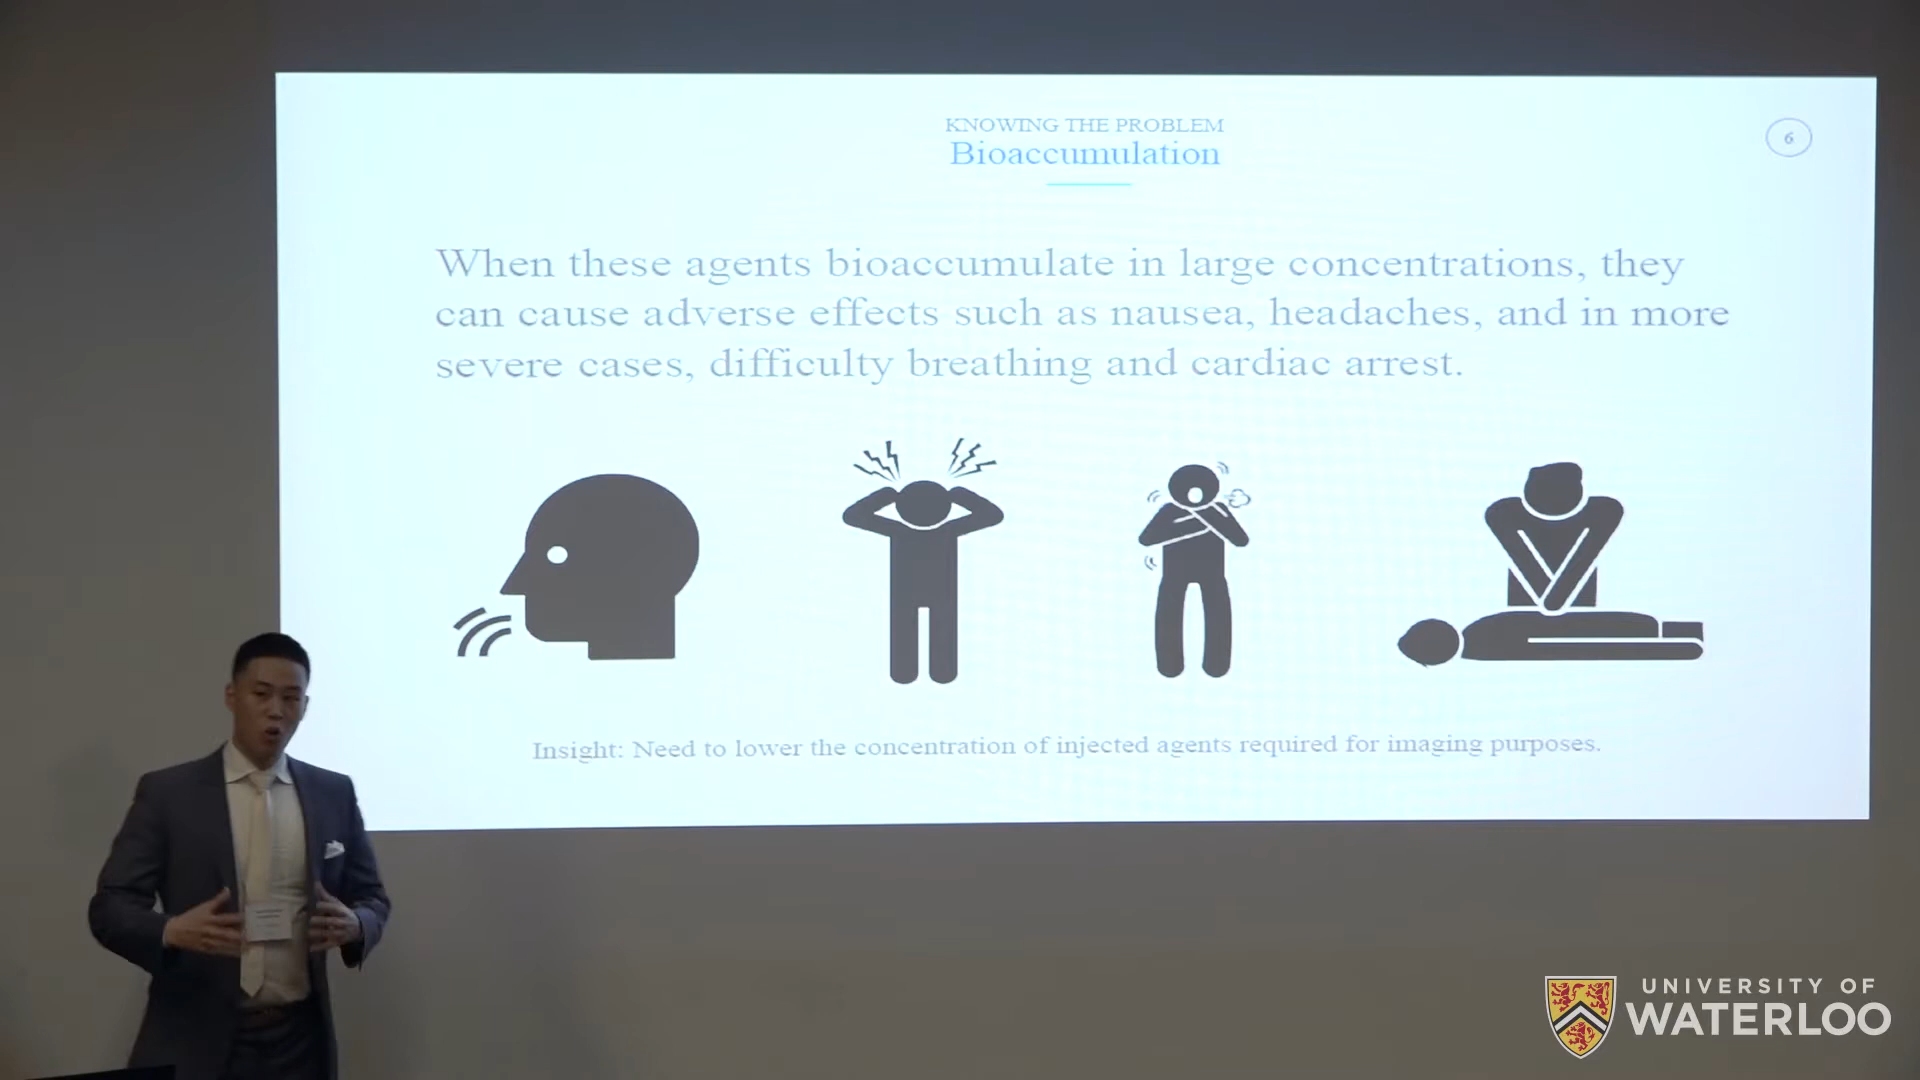 KNOWING THE PROBLEM
Bioaccumulation
6
When these agents bioaccumulate in large concentrations, they
can cause adverse effects such as nausea, headaches, and in more
severe cases, difficulty breathing and cardiac arrest.
Insight: Need to lower the concentration of injected agents required for imaging purposes.
UNIVERSITY OF
WATERLOO